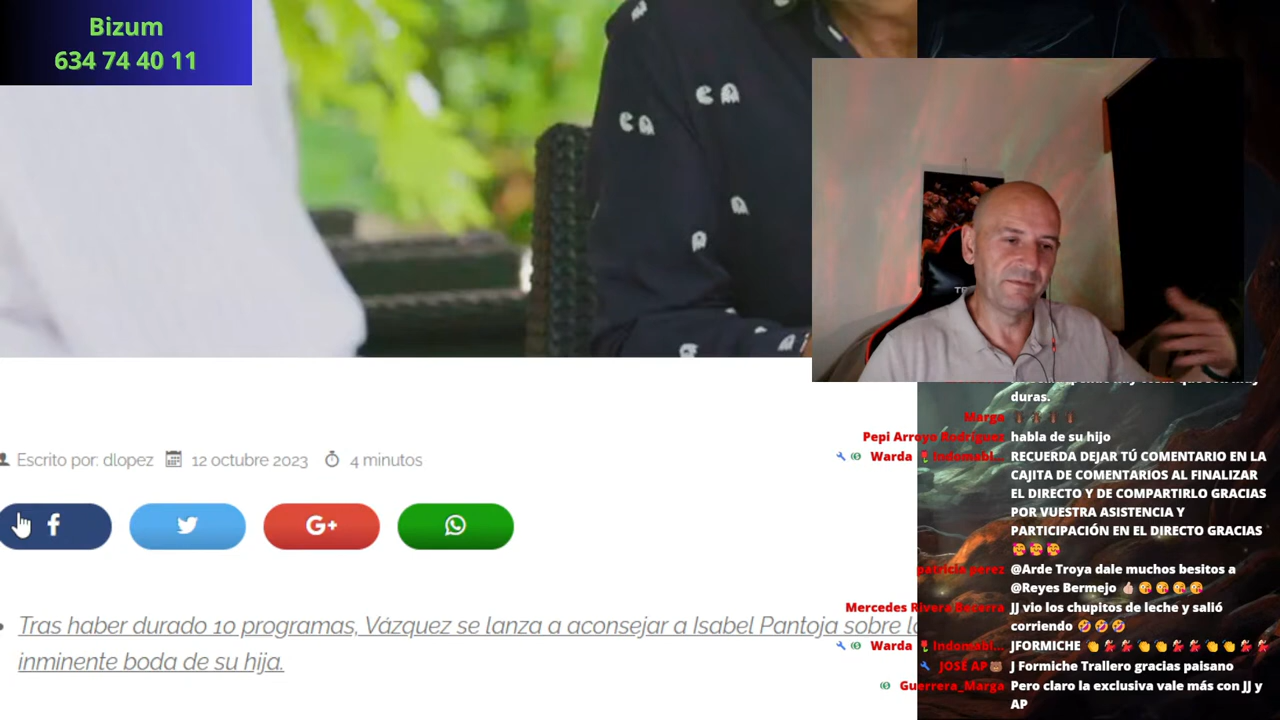 Bizum
634 74 40 11
Escrito por: dlopez 12 octubre 2023 4 minutos
f G+
Tras haber durado 10 programas, Vázquez se lanza a aconsejar a Isabel Pantoja sobre
inminente boda de su hija.
duras.
Marga
Pepi Arroyo Rodríguez habla de su hijo
Warda Indomabl... RECUERDA DEJAR TÚ COMENTARIO EN LA
CAJITA DE COMENTARIOS AL FINALIZAR
EL DIRECTO Y DE COMPARTIRLO GRACIAS
POR VUESTRA ASISTENCIA Y
PARTICIPACIÓN EN EL DIRECTO GRACIAS
🥰 🥰 🥰
patricia perez @Arde Troya dale muchos besitos a
@Reyes Bermejo 👍🏻 😘 😘 😘 😘
Mercedes Rivera JJ vio los chupitos de leche y salió
corriendo 🤣 🤣 🤣
Warda Indomabl... JFORMICHE 👏 💃 💃 👏 👏 💃 💃 👏 👏 💃 💃
JOSÉ AP🐻 J Formiche Trallero gracias paisano
Guerrera_Marga Pero claro la exclusiva vale más con JJ y
AP